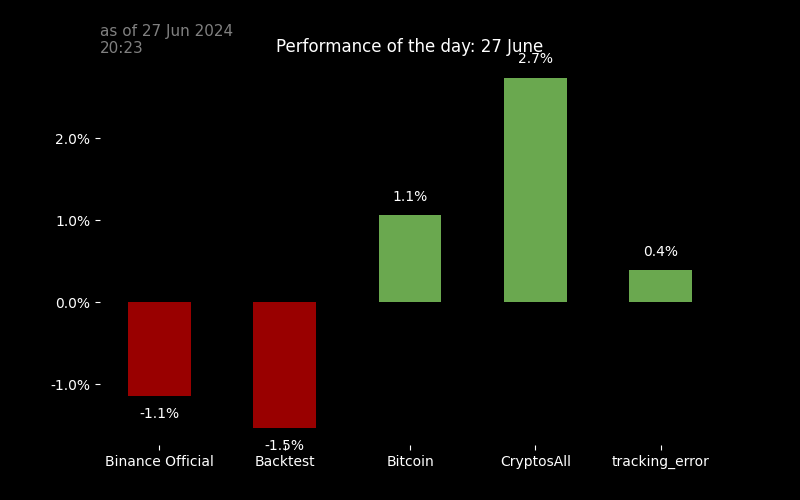 as of 27 Jun 2024
20:23
Performance of the day: 27 June
2.7%
2.0%
1.1%
1.0%
0.4%
0.0%
-1.0%
-1.1%
-1.5%
Binance Official
Backtest
Bitcoin
CryptosAll
tracking_error